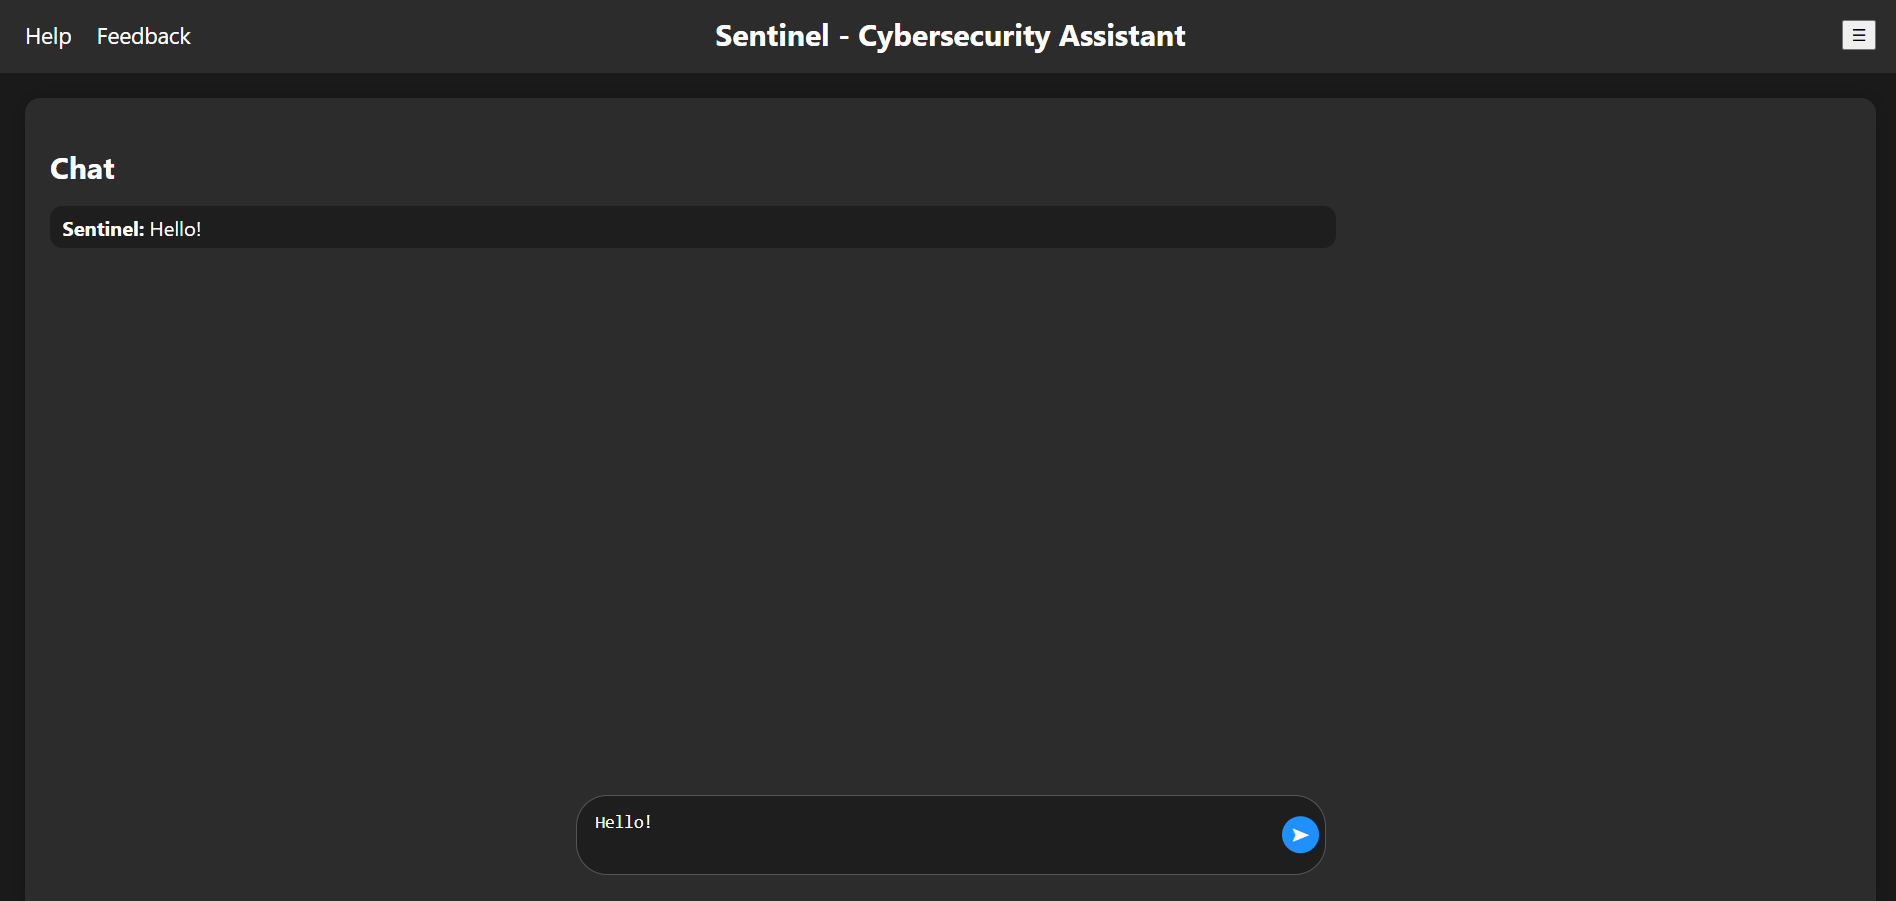 Help Feedback Sentinel - Cybersecurity Assistant ☰
Chat
Sentinel: Hello!
Hello!